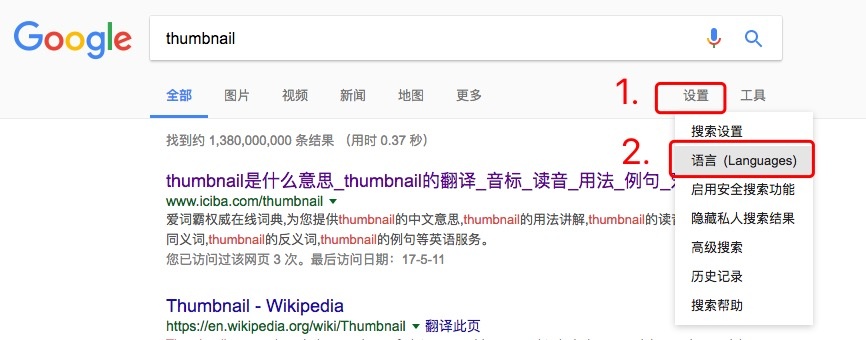 Google
thumbnail
全部 图片 视频 新闻 地图 更多 1. 设置 工具
找到约 1,380,000,000 条结果 （用时 0.37 秒）
搜索设置
2. 语言 (Languages)
启用安全搜索功能
隐藏私人搜索结果
高级搜索
历史记录
搜索帮助
thumbnail是什么意思_thumbnail的翻译_音标_读音_用法_例句_
www.iciba.com/thumbnail
爱词霸权威在线词典,为您提供thumbnail的中文意思,thumbnail的用法讲解,thumbnail的读音
同义词,thumbnail的反义词,thumbnail的例句等英语服务。
您已访问过该网页 3 次。最后访问日期：17-5-11
Thumbnail - Wikipedia
https://en.wikipedia.org/wiki/Thumbnail 翻译此页